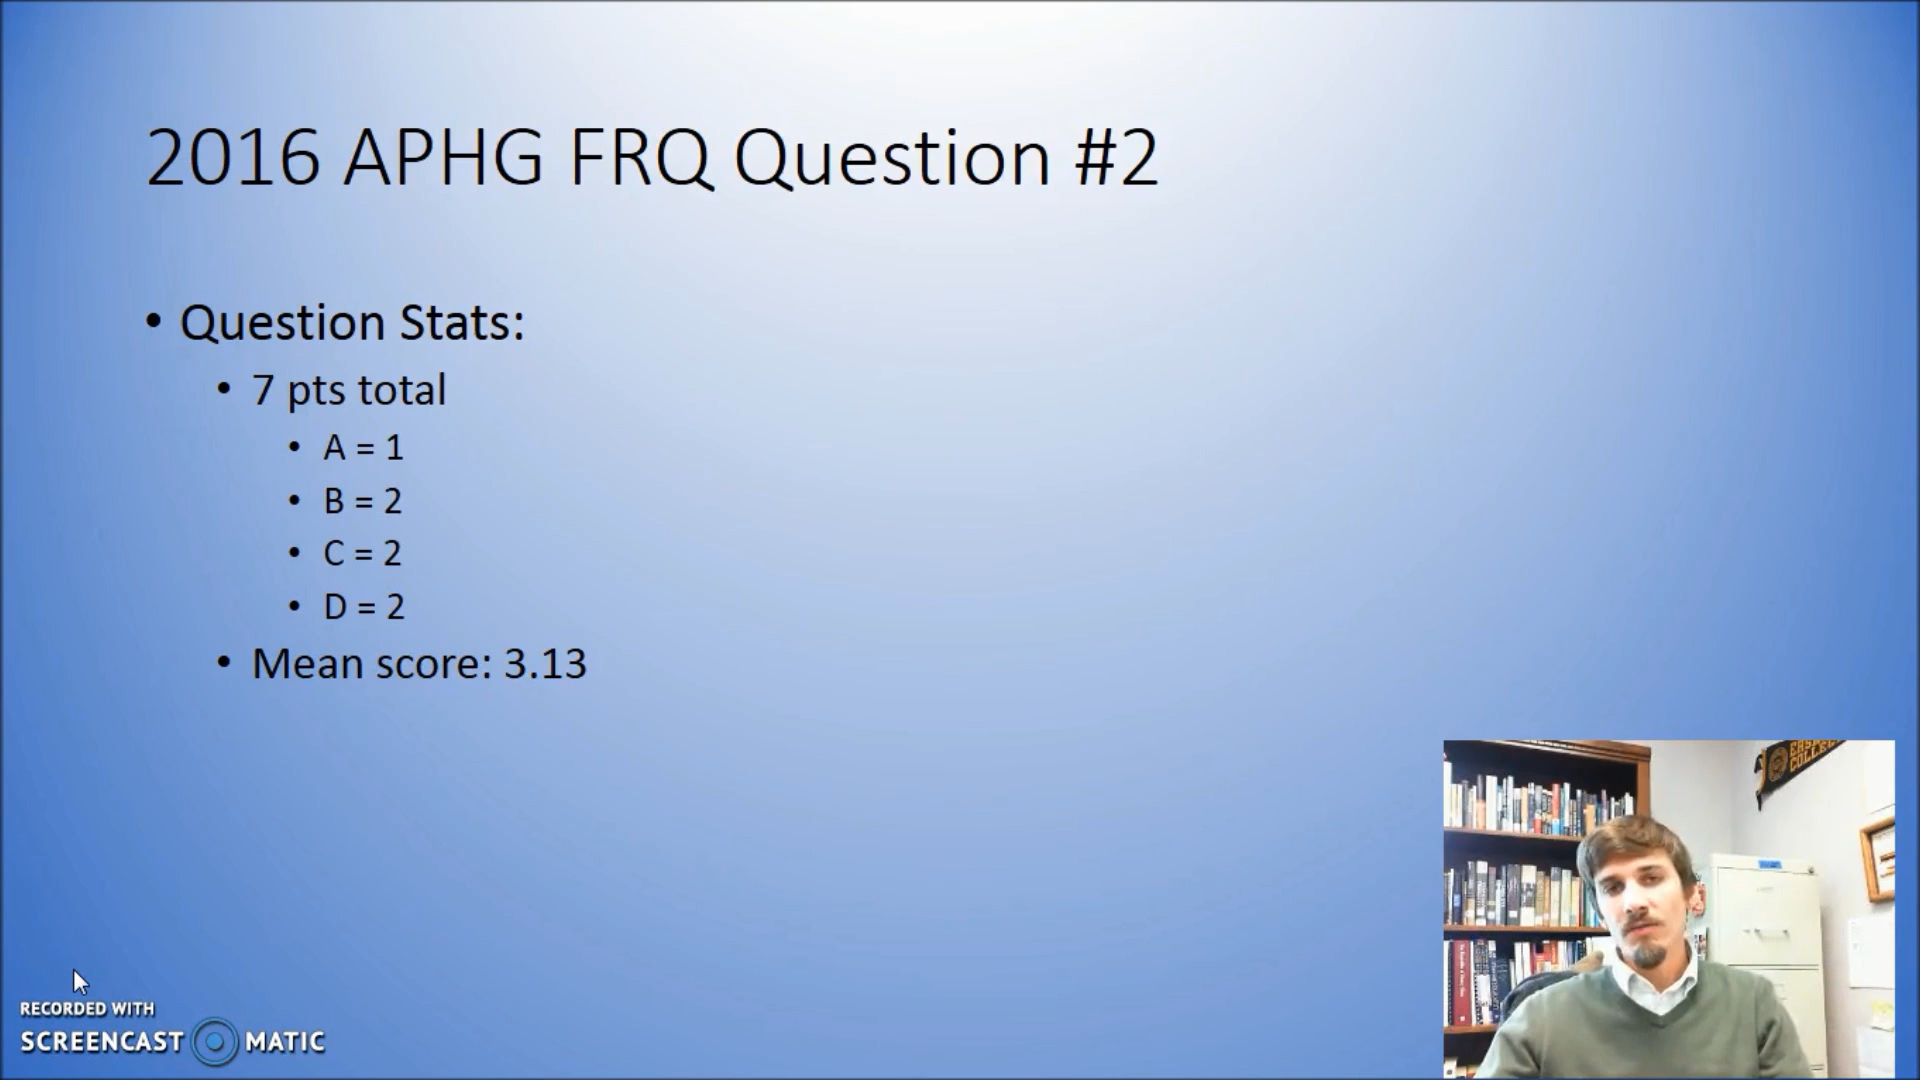 2016 APHG FRQ Question #2
• Question Stats:
• 7 pts total
• A = 1
• B = 2
• C = 2
• D = 2
• Mean score: 3.13
RECORDED WITH
SCREENCAST MATIC